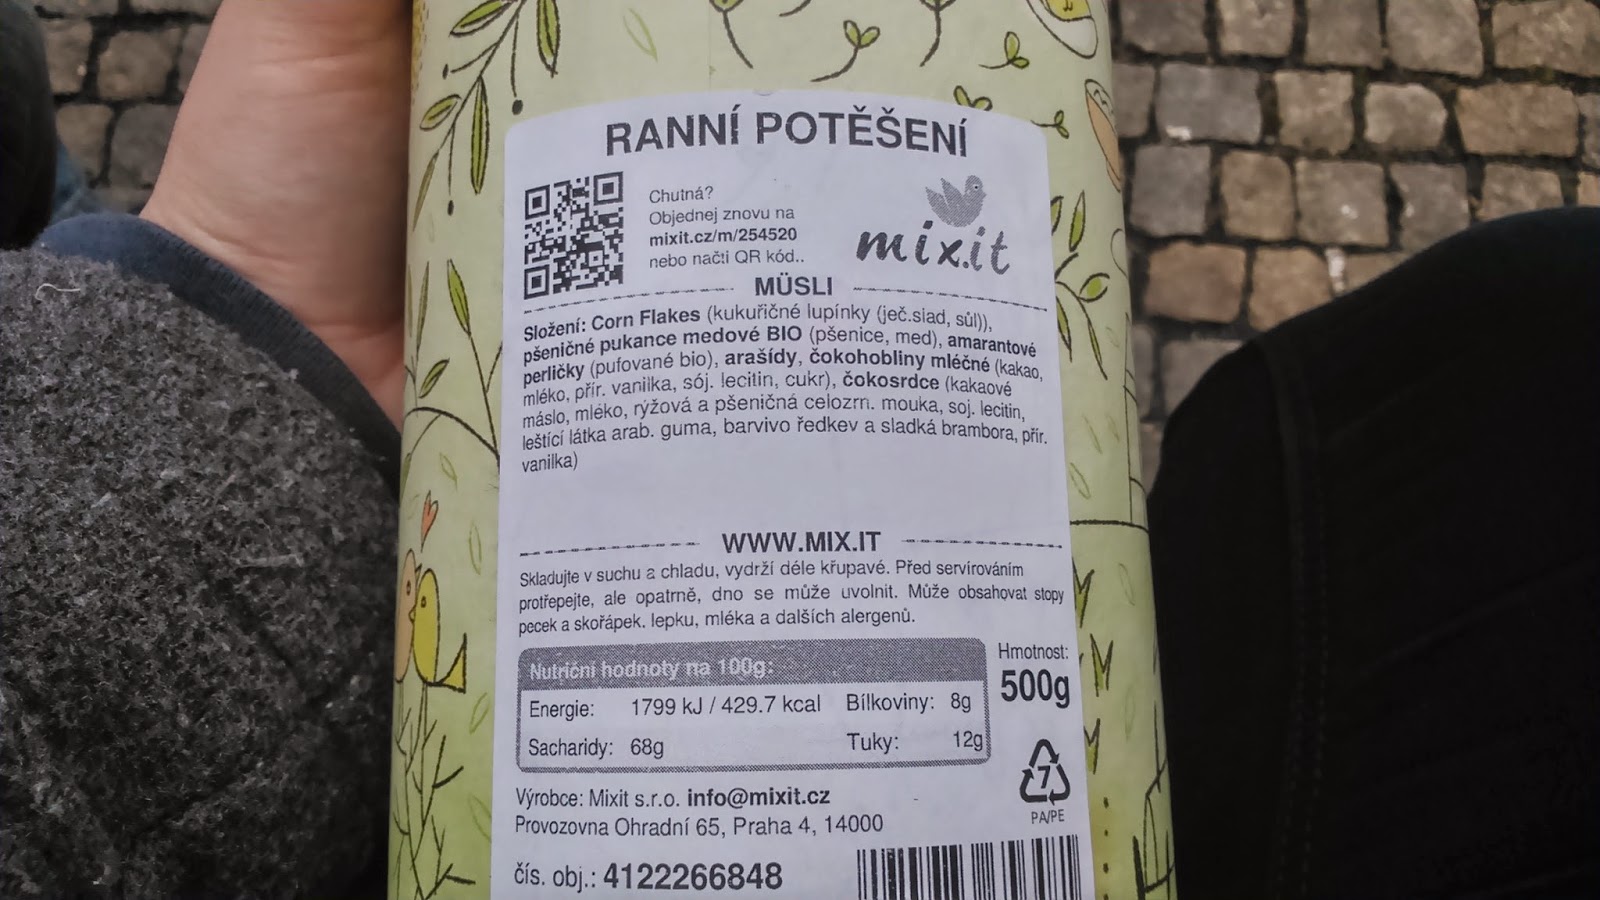 RANNÍ POTĚŠENÍ
Chutná?
Objednej znovu na
mixit.cz/m/254520
nebo načti QR kód..
mix.it
MÜSLI
Složení: Corn Flakes (kukuřičné lupínky (ječ.slad, sůl)),
pšeničné pukance medové BIO (pšenice, med), amarantové
perličky (pufované bio), arašídy, čokohobliny mléčné (kakao,
mléko, přír. vanilka, sój. lecitin, cukr), čokosrdce (kakaové
máslo, mléko, rýžová a pšeničná celozrn. mouka, soj. lecitin,
leštící látka arab. guma, barvivo ředkev a sladká brambora, přír.
vanilka)
WWW.MIX.IT
Skladujte v suchu a chladu, vydrží déle křupavé. Před servírováním
protřepejte, ale opatrně, dno se může uvolnit. Může obsahovat stopy
pecek a skořápek. lepku, mléka a dalších alergenů.
Nutriční hodnoty na 100g:
Energie: 1799 kJ / 429.7 kcal Bílkoviny: 8g
Sacharidy: 68g Tuky: 12g
Hmotnost:
500g
7
PA/PE
Výrobce: Mixit s.r.o. info@mixit.cz
Provozovna Ohradní 65, Praha 4, 14000
čís. obj.: 4122266848